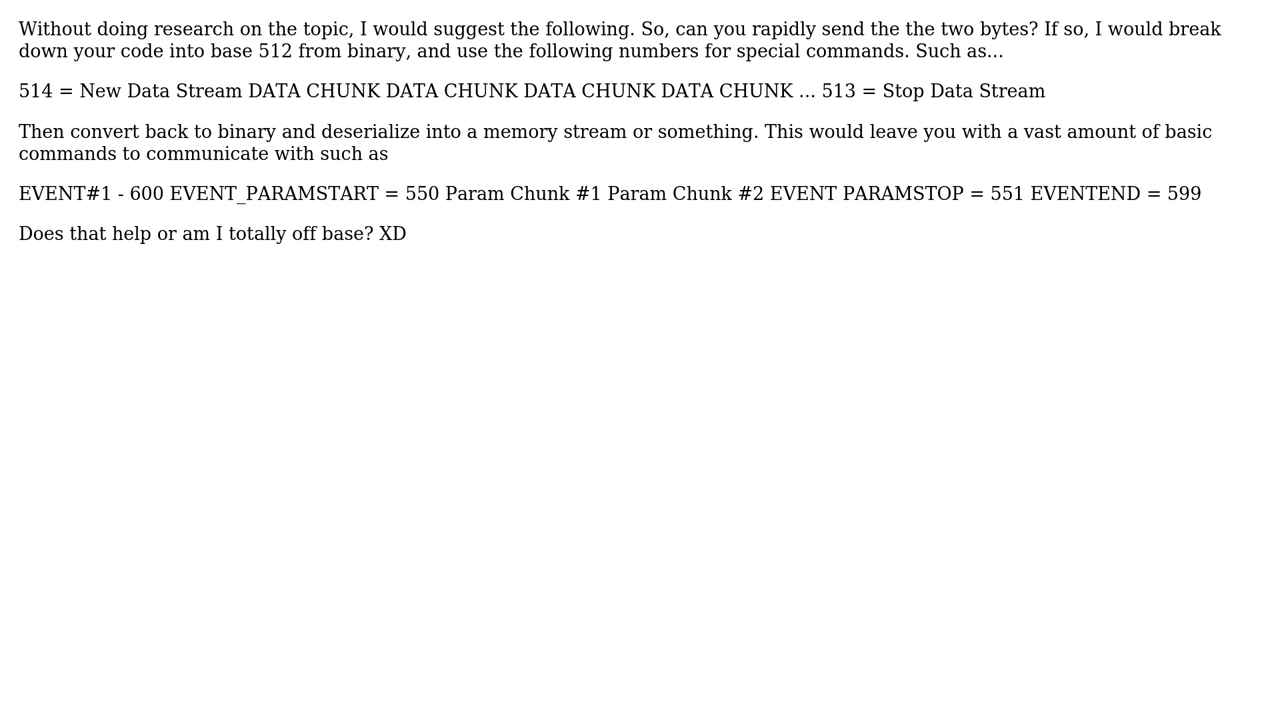 Without doing research on the topic, I would suggest the following. So, can you rapidly send the the two bytes? If so, I would break
down your code into base 512 from binary, and use the following numbers for special commands. Such as...
514 = New Data Stream DATA CHUNK DATA CHUNK DATA CHUNK DATA CHUNK ... 513 = Stop Data Stream
Then convert back to binary and deserialize into a memory stream or something. This would leave you with a vast amount of basic
commands to communicate with such as
EVENT#1 - 600 EVENT_PARAMSTART = 550 Param Chunk #1 Param Chunk #2 EVENT PARAMSTOP = 551 EVENTEND = 599
Does that help or am I totally off base? XD